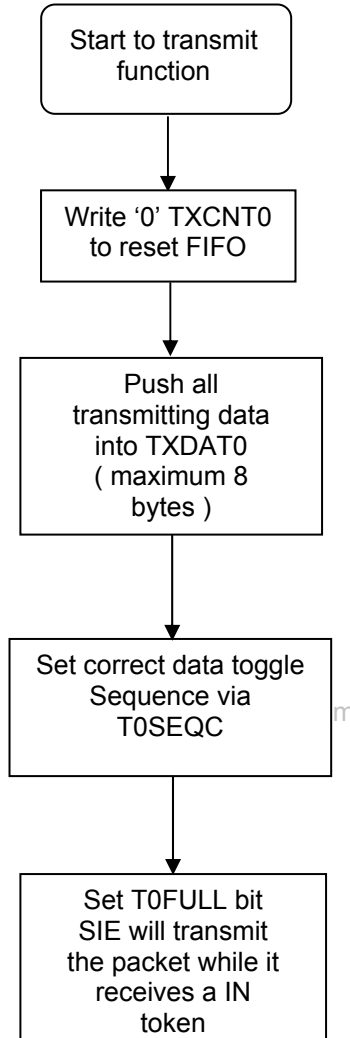 Start to transmit
function
Write ‘0’ TXCNT0
to reset FIFO
Push all
transmitting data
into TXDAT0
( maximum 8
bytes )
Set correct data toggle
Sequence via
T0SEQC
m
Set T0FULL bit
SIE will transmit
the packet while it
receives a IN
token